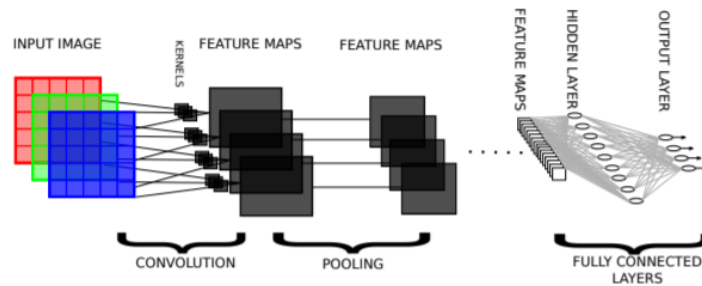 INPUT IMAGE
KERNELS
FEATURE MAPS
FEATURE MAPS
FEATURE MAPS
HIDDEN LAYER
OUTPUT LAYER
CONVOLUTION
POOLING
FULLY CONNECTED
LAYERS